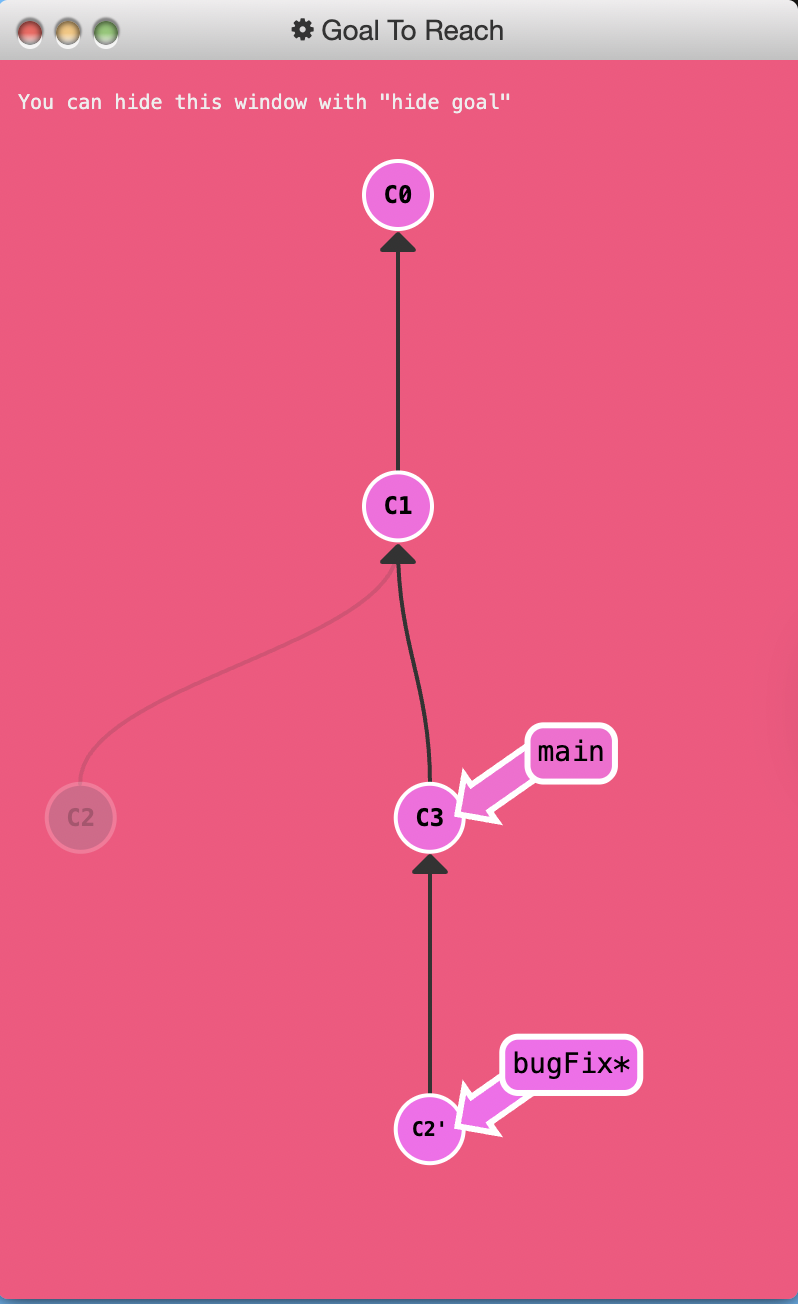 Goal To Reach
You can hide this window with "hide goal"
C0
C1
main
C2
C3
bugFix*
C2'